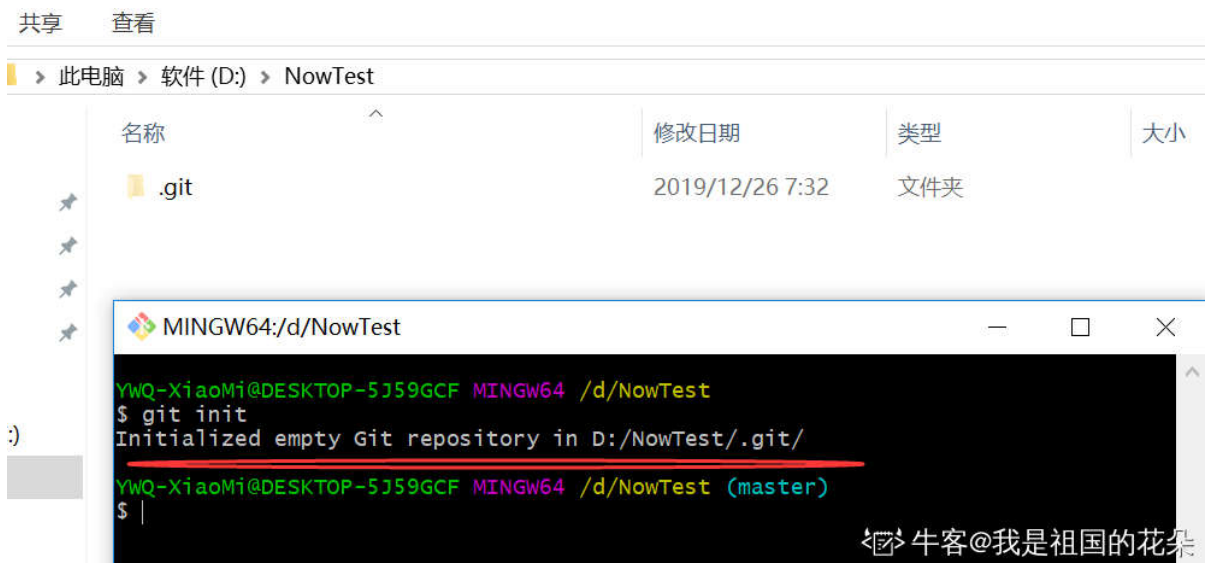 共享 查看
> 此电脑 > 软件 (D:) > NowTest
名称 修改日期 类型 大小
.git 2019/12/26 7:32 文件夹
MINGW64:/d/NowTest
YWQ-XiaoMi@DESKTOP-5J59GCF MINGW64 /d/NowTest
$ git init
Initialized empty Git repository in D:/NowTest/.git/
:)
YWQ-XiaoMi@DESKTOP-5J59GCF MINGW64 /d/NowTest (master)
$
牛客@我是祖国的花朵